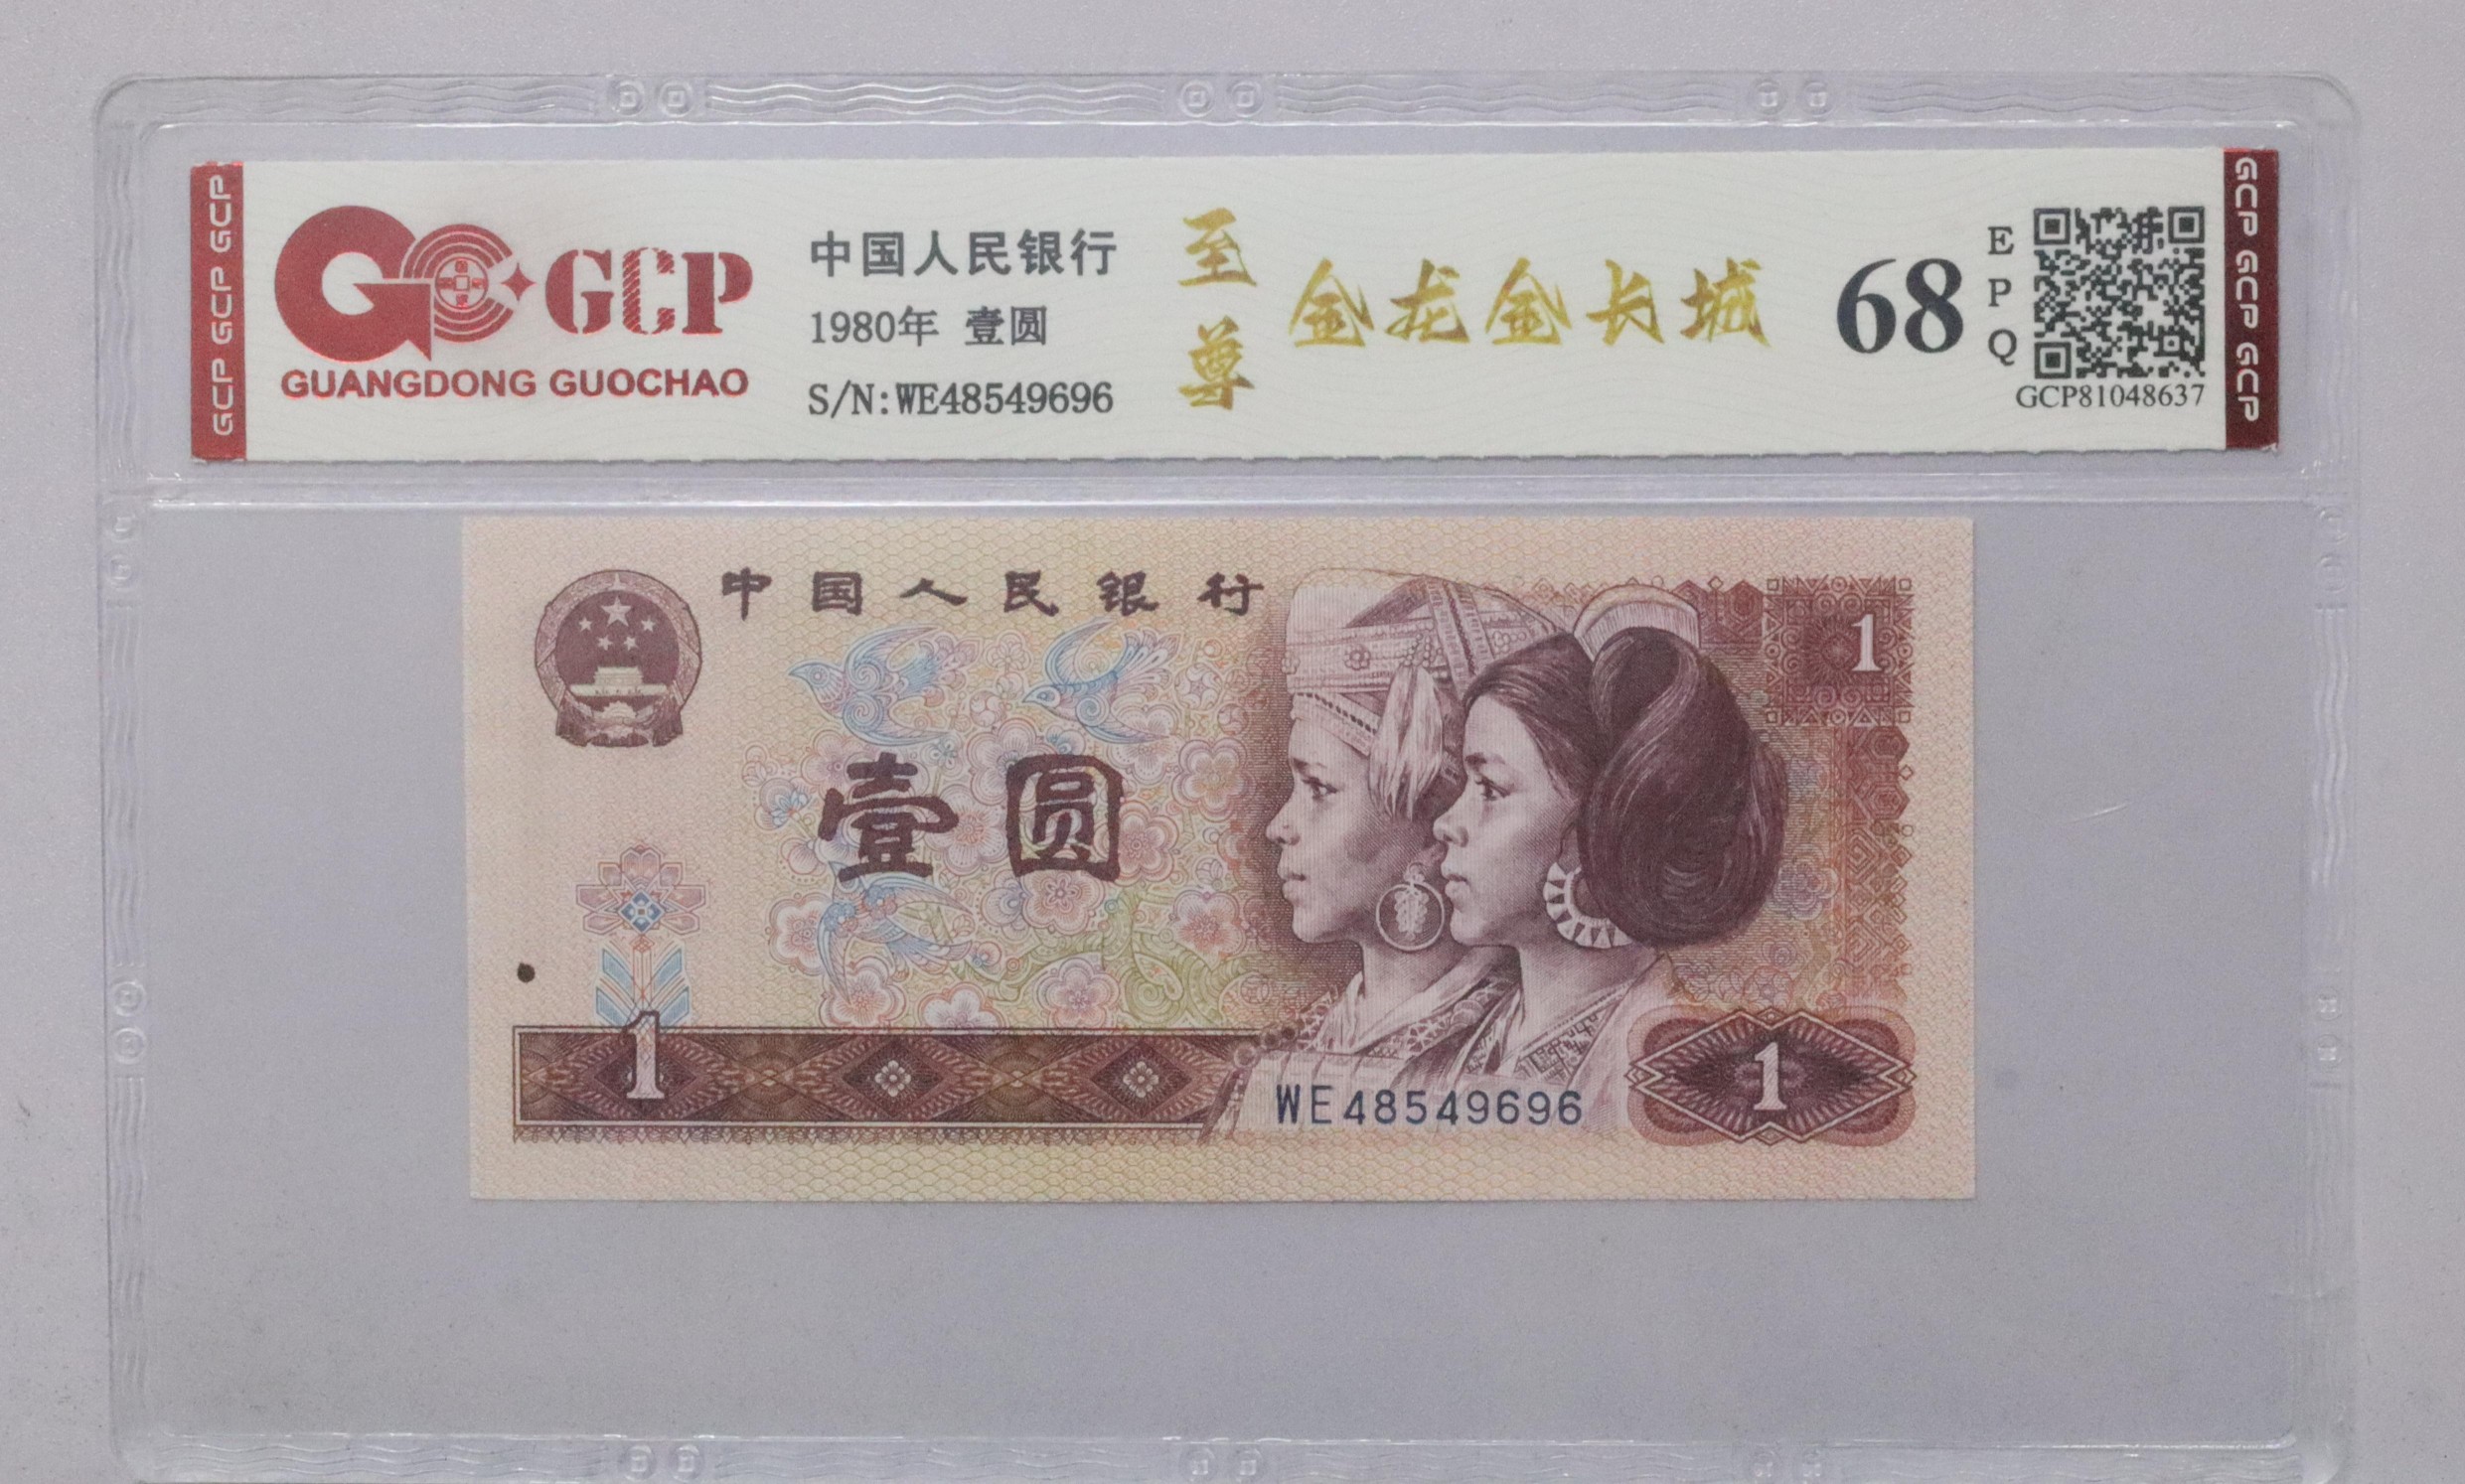 GCP GCP GCP
GCP
GUANGDONG GUOCHAO
中国人民银行
1980年 壹圆
S/N:WE48549696
至尊
金龙金长城
68
EPQ
GCP81048637
GCP GCP GCP
中国人民银行
1
壹圆
1
WE48549696
1